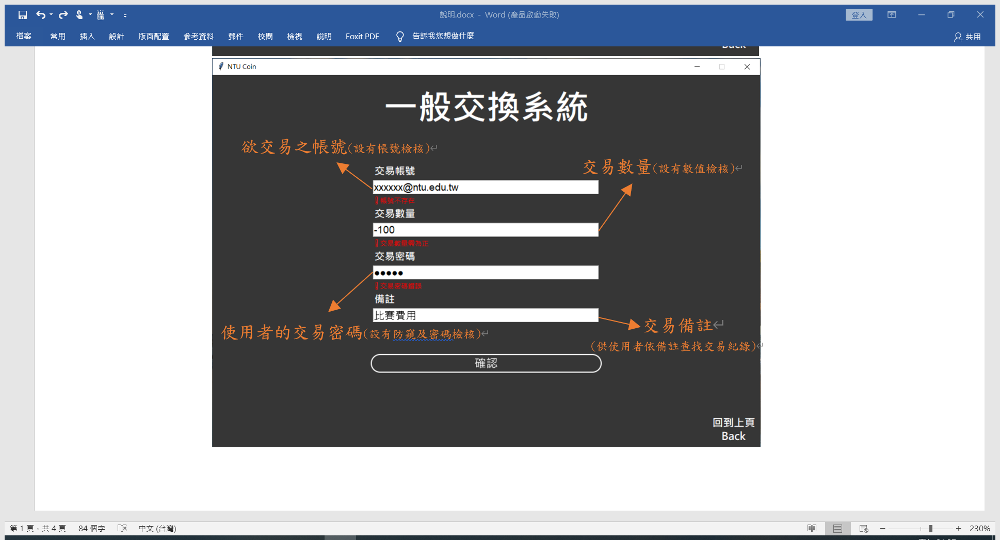 說明.docx - Word (產品啟動失敗)
登入
檔案 常用 插入 設計 版面配置 參考資料 郵件 校閱 檢視 說明 Foxit PDF 告訴我您想做什麼 共用
Back
NTU Coin
一般交換系統
欲交易之帳號(設有帳號檢核)
交易數量(設有數值檢核)
交易帳號
xxxxxx@ntu.edu.tw
帳號不存在
交易數量
-100
交易數量需為正
交易密碼
●●●●●
交易密碼錯誤
備註
比賽費用
使用者的交易密碼(設有防窺及密碼檢核)
交易備註
(供使用者依備註查找交易紀錄)
確認
回到上頁
Back
第 1 頁，共 4 頁 84 個字 中文 (台灣) 230%